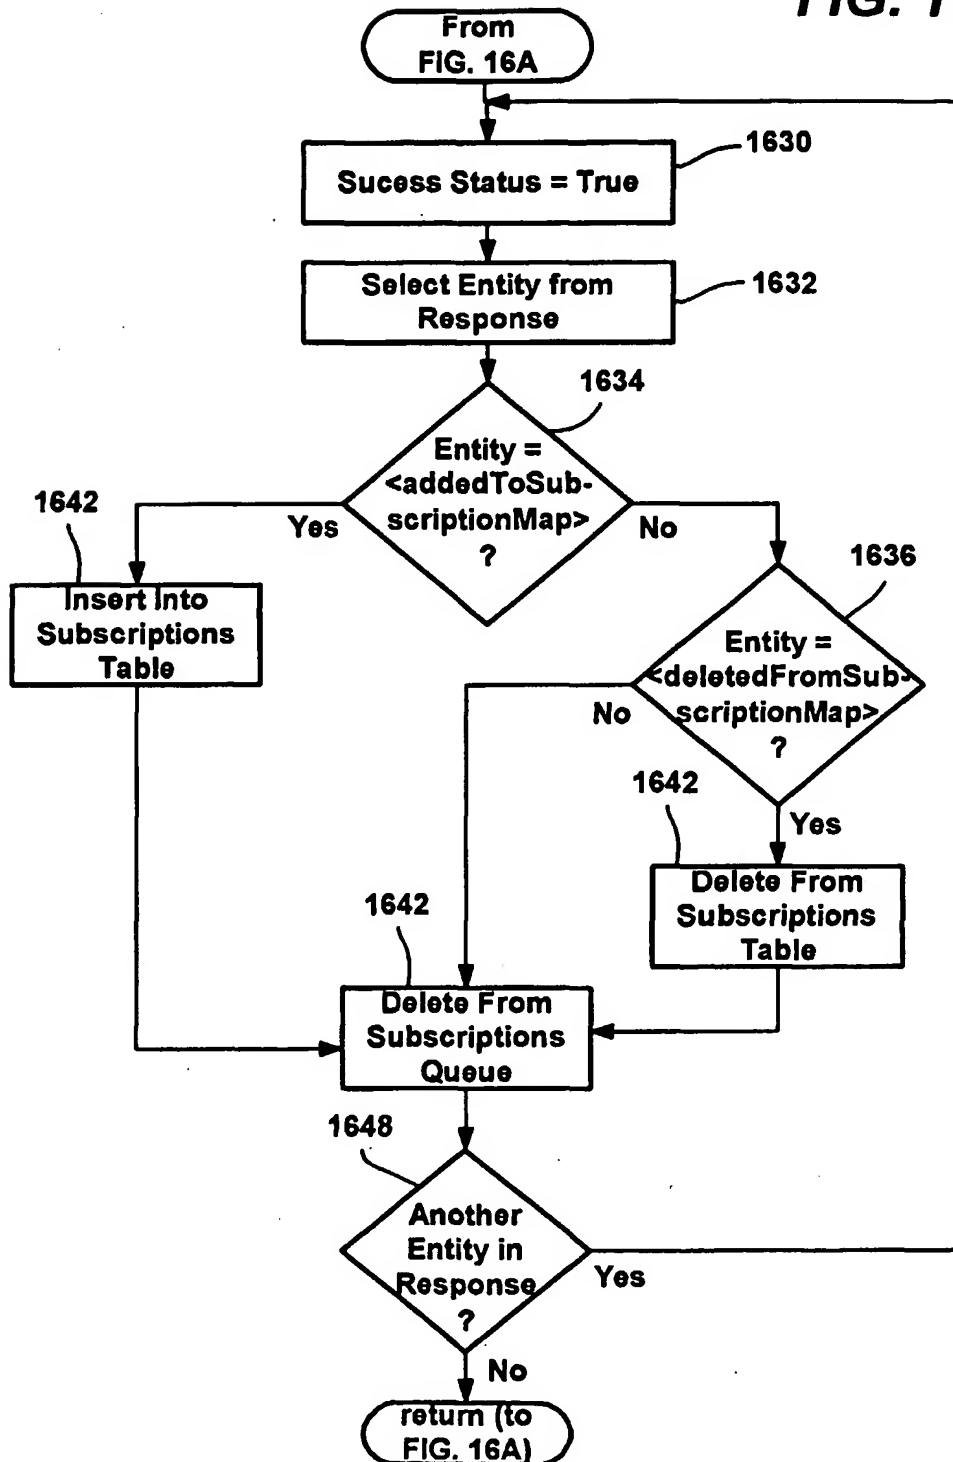 FIG. 1
From
FIG. 16A
1630
Sucess Status = True
Select Entity from
Response
1632
1634
Entity =
<addedToSub-
scriptionMap>
?
Yes
No
1642
Insert Into
Subscriptions
Table
1636
Entity =
<deletedFromSub-
scriptionMap>
?
No
Yes
1642
Delete From
Subscriptions
Table
1642
Delete From
Subscriptions
Queue
1648
Another
Entity in
Response
?
Yes
No
return (to
FIG. 16A)